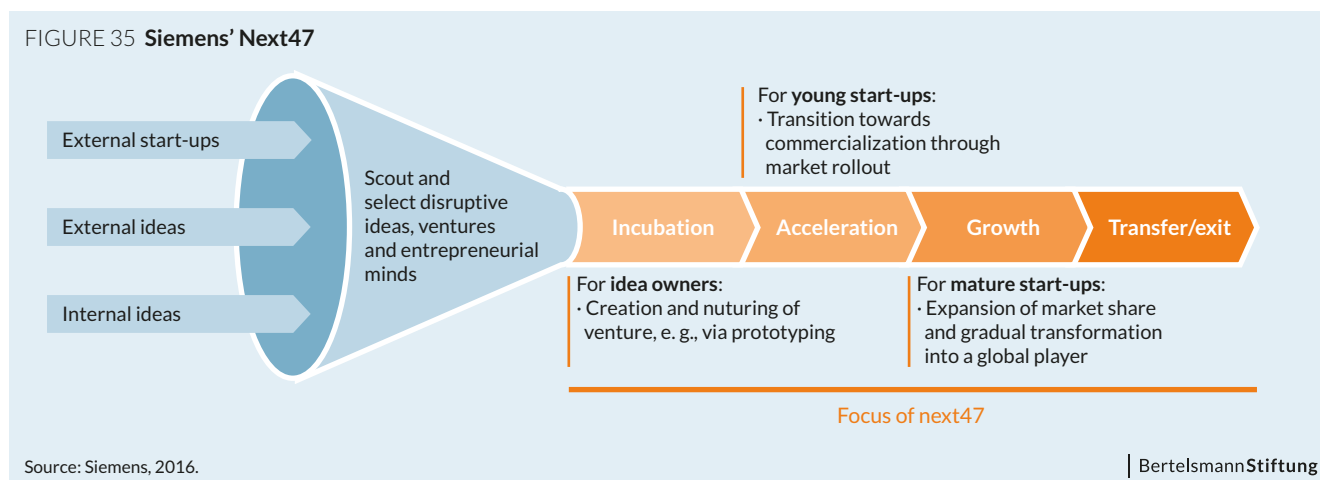 FIGURE 35 Siemens' Next47
External start-ups
External ideas
Internal ideas
Scout and
select disruptive
ideas, ventures
and entrepreneurial
minds
For young start-ups:
· Transition towards
commercialization through
market rollout
Incubation
Acceleration
Growth
Transfer/exit
For idea owners:
· Creation and nuturing of
venture, e. g., via prototyping
For mature start-ups:
· Expansion of market share
and gradual transformation
into a global player
Focus of next47
Source: Siemens, 2016.
BertelsmannStiftung